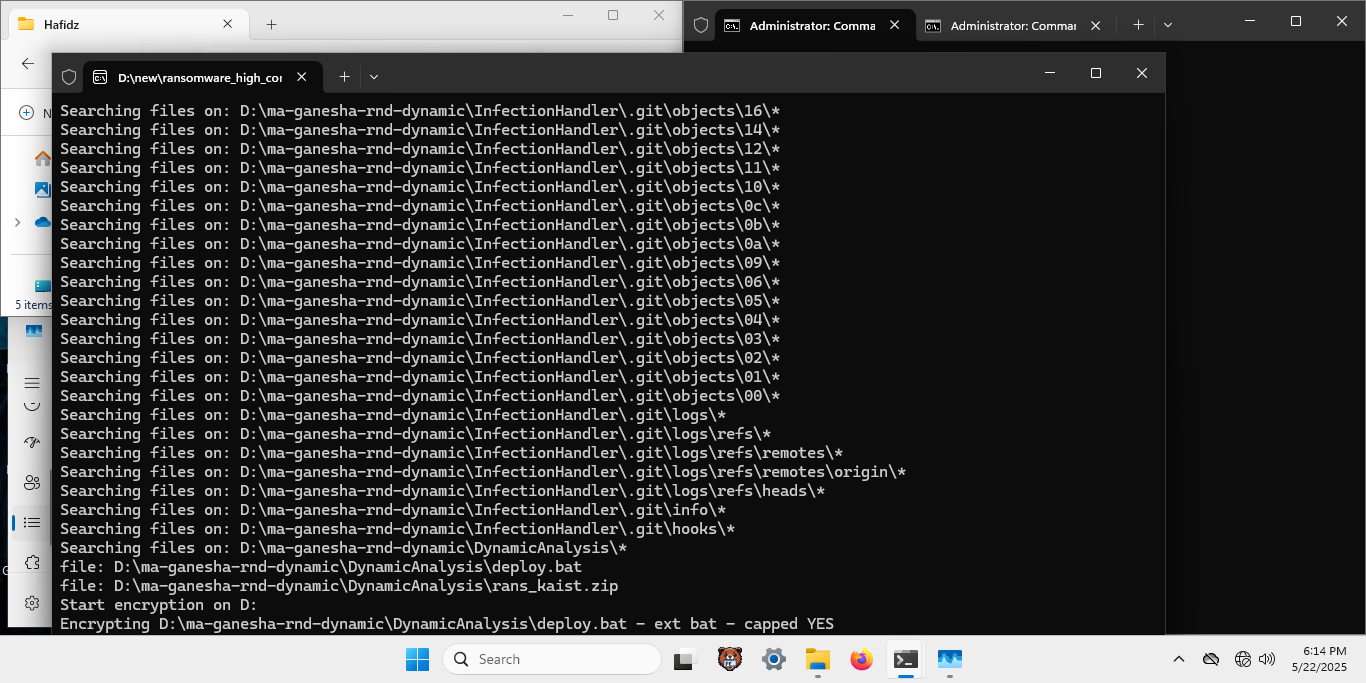 Hafidz
Administrator: Comma
Administrator: Commar
D:\new\ransomware_high_cor
N
5 items
Searching files on: D:\ma-ganesha-rnd-dynamic\InfectionHandler\.git\objects\16\*
Searching files on: D:\ma-ganesha-rnd-dynamic\InfectionHandler\.git\objects\14\*
Searching files on: D:\ma-ganesha-rnd-dynamic\InfectionHandler\.git\objects\12\*
Searching files on: D:\ma-ganesha-rnd-dynamic\InfectionHandler\.git\objects\11\*
Searching files on: D:\ma-ganesha-rnd-dynamic\InfectionHandler\.git\objects\10\*
Searching files on: D:\ma-ganesha-rnd-dynamic\InfectionHandler\.git\objects\0c\*
Searching files on: D:\ma-ganesha-rnd-dynamic\InfectionHandler\.git\objects\0b\*
Searching files on: D:\ma-ganesha-rnd-dynamic\InfectionHandler\.git\objects\0a\*
Searching files on: D:\ma-ganesha-rnd-dynamic\InfectionHandler\.git\objects\09\*
Searching files on: D:\ma-ganesha-rnd-dynamic\InfectionHandler\.git\objects\06\*
Searching files on: D:\ma-ganesha-rnd-dynamic\InfectionHandler\.git\objects\05\*
Searching files on: D:\ma-ganesha-rnd-dynamic\InfectionHandler\.git\objects\04\*
Searching files on: D:\ma-ganesha-rnd-dynamic\InfectionHandler\.git\objects\03\*
Searching files on: D:\ma-ganesha-rnd-dynamic\InfectionHandler\.git\objects\02\*
Searching files on: D:\ma-ganesha-rnd-dynamic\InfectionHandler\.git\objects\01\*
Searching files on: D:\ma-ganesha-rnd-dynamic\InfectionHandler\.git\objects\00\*
Searching files on: D:\ma-ganesha-rnd-dynamic\InfectionHandler\.git\logs\*
Searching files on: D:\ma-ganesha-rnd-dynamic\InfectionHandler\.git\logs\refs\*
Searching files on: D:\ma-ganesha-rnd-dynamic\InfectionHandler\.git\logs\refs\remotes\*
Searching files on: D:\ma-ganesha-rnd-dynamic\InfectionHandler\.git\logs\refs\remotes\origin\*
Searching files on: D:\ma-ganesha-rnd-dynamic\InfectionHandler\.git\logs\refs\heads\*
Searching files on: D:\ma-ganesha-rnd-dynamic\InfectionHandler\.git\info\*
Searching files on: D:\ma-ganesha-rnd-dynamic\InfectionHandler\.git\hooks\*
Searching files on: D:\ma-ganesha-rnd-dynamic\DynamicAnalysis\*
file: D:\ma-ganesha-rnd-dynamic\DynamicAnalysis\deploy.bat
file: D:\ma-ganesha-rnd-dynamic\DynamicAnalysis\rans_kaist.zip
Start encryption on D:
Encrypting D:\ma-ganesha-rnd-dynamic\DynamicAnalysis\deploy.bat - ext bat - capped YES
Search
6:14 PM
5/22/2025